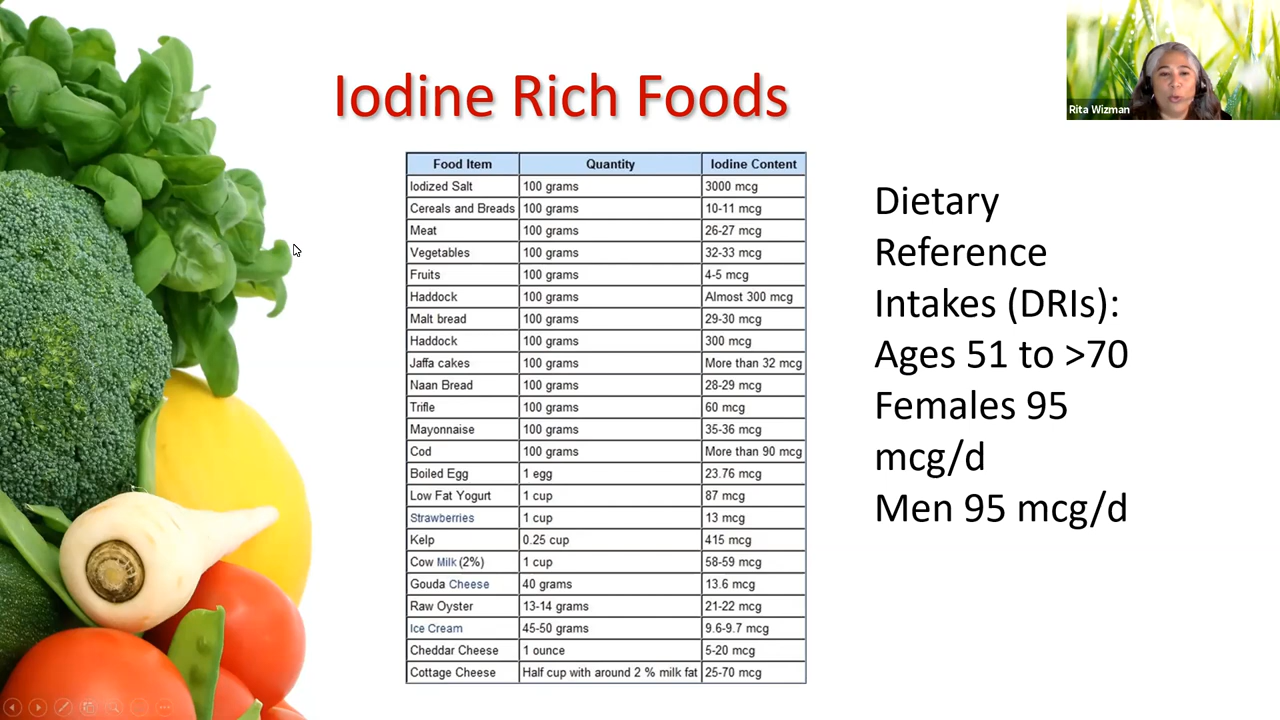 Iodine Rich Foods
Rita Wizman
Food Item Quantity Iodine Content
Iodized Salt 100 grams 3000 mcg
Cereals and Breads 100 grams 10-11 mcg
Meat 100 grams 26-27 mcg
Vegetables 100 grams 32-33 mcg
Fruits 100 grams 4-5 mcg
Haddock 100 grams Almost 300 mcg
Malt bread 100 grams 29-30 mcg
Haddock 100 grams 300 mcg
Jaffa cakes 100 grams More than 32 mcg
Naan Bread 100 grams 28-29 mcg
Trifle 100 grams 60 mcg
Mayonnaise 100 grams 35-36 mcg
Cod 100 grams More than 90 mcg
Boiled Egg 1 egg 23.76 mcg
Low Fat Yogurt 1 cup 87 mcg
Strawberries 1 cup 13 mcg
Kelp 0.25 cup 415 mcg
Cow Milk (2%) 1 cup 58-59 mcg
Gouda Cheese 40 grams 13.6 mcg
Raw Oyster 13-14 grams 21-22 mcg
Ice Cream 45-50 grams 9.6-9.7 mcg
Cheddar Cheese 1 ounce 5-20 mcg
Cottage Cheese Half cup with around 2 % milk fat 25-70 mcg
Dietary
Reference
Intakes (DRIs):
Ages 51 to >70
Females 95
mcg/d
Men 95 mcg/d